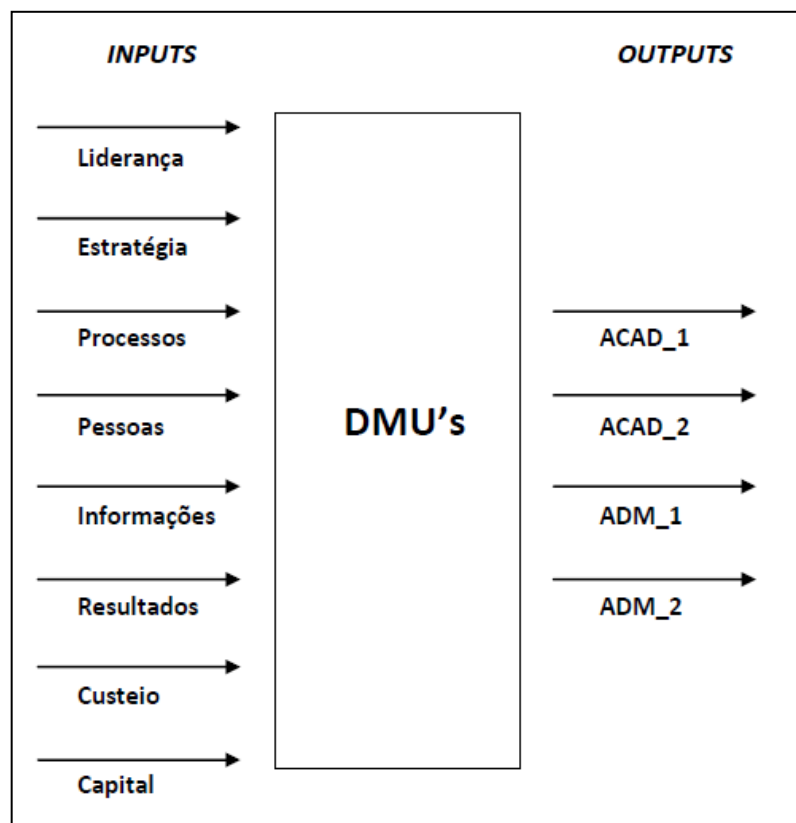 INPUTS
OUTPUTS
Liderança
Estratégia
Processos
Pessoas
Informações
Resultados
Custeio
Capital
DMU's
ACAD_1
ACAD_2
ADM_1
ADM_2